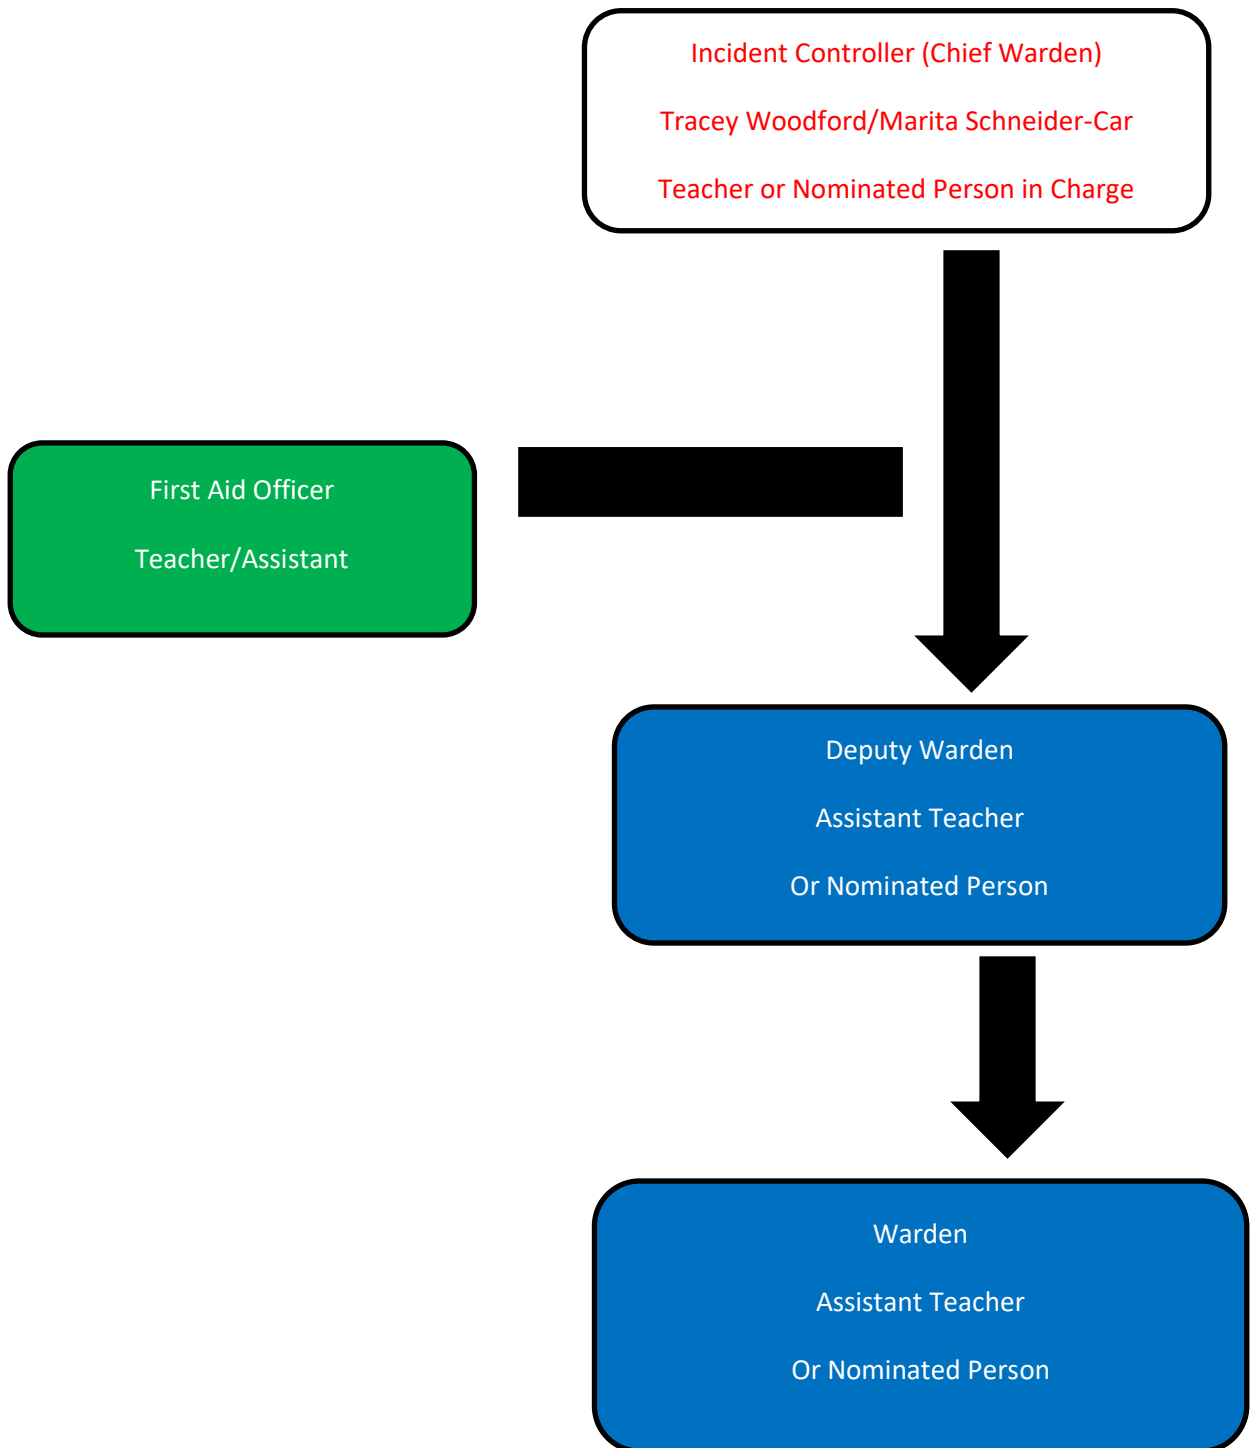 Incident Controller (Chief Warden)
Tracey Woodford/Marita Schneider-Car
Teacher or Nominated Person in Charge
First Aid Officer
Teacher/Assistant
Deputy Warden
Assistant Teacher
Or Nominated Person
Warden
Assistant Teacher
Or Nominated Person